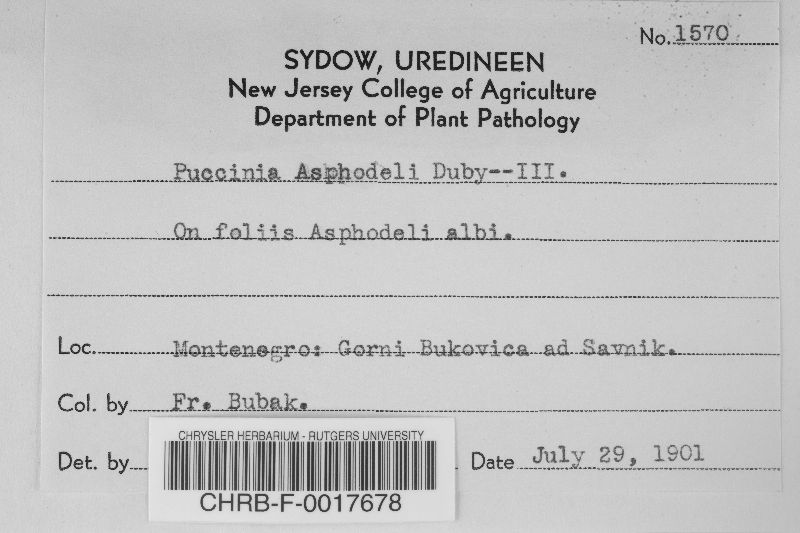 No. 1570
SYDOW, UREDINEEN
New Jersey College of Agriculture
Department of Plant Pathology
Puccinia Asphodeli Duby--III.
On foliis Asphodeli albi.
Loc. Montenegro: Gorni Bukovica ad Savnik.
Col. by Fr. Bubak.
Det. by
Date July 29, 1901
CHRYSLER HERBARIUM - RUTGERS UNIVERSITY
CHRB-F-0017678